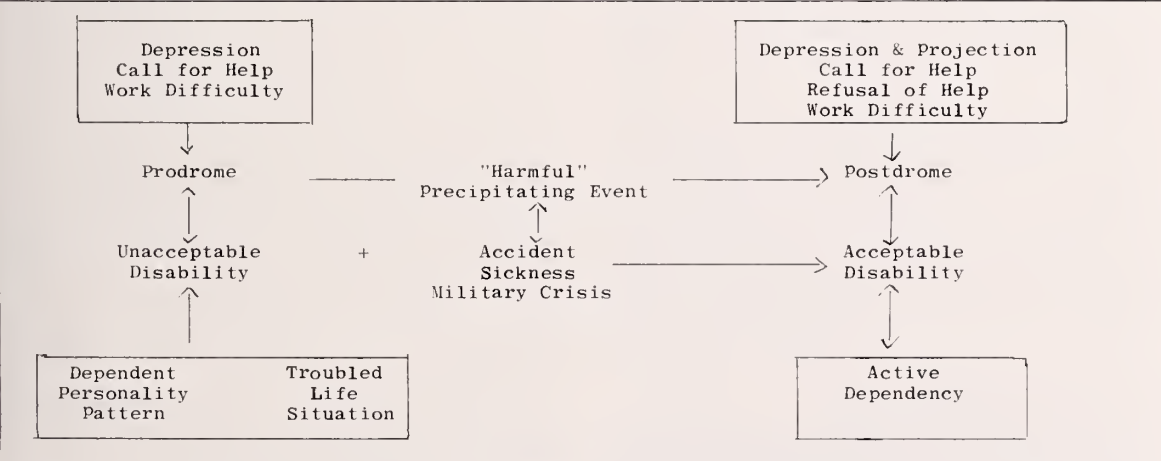 Depression
Call for Help
Work Difficulty
Depression & Projection
Call for Help
Refusal of Help
Work Difficulty
Prodrome
"Harmful"
Precipitating Event
Postdrome
Unacceptable
Disability
+
Accident
Sickness
Military Crisis
Acceptable
Disability
Dependent
Personality
Pattern
Troubled
Life
Situation
Active
Dependency